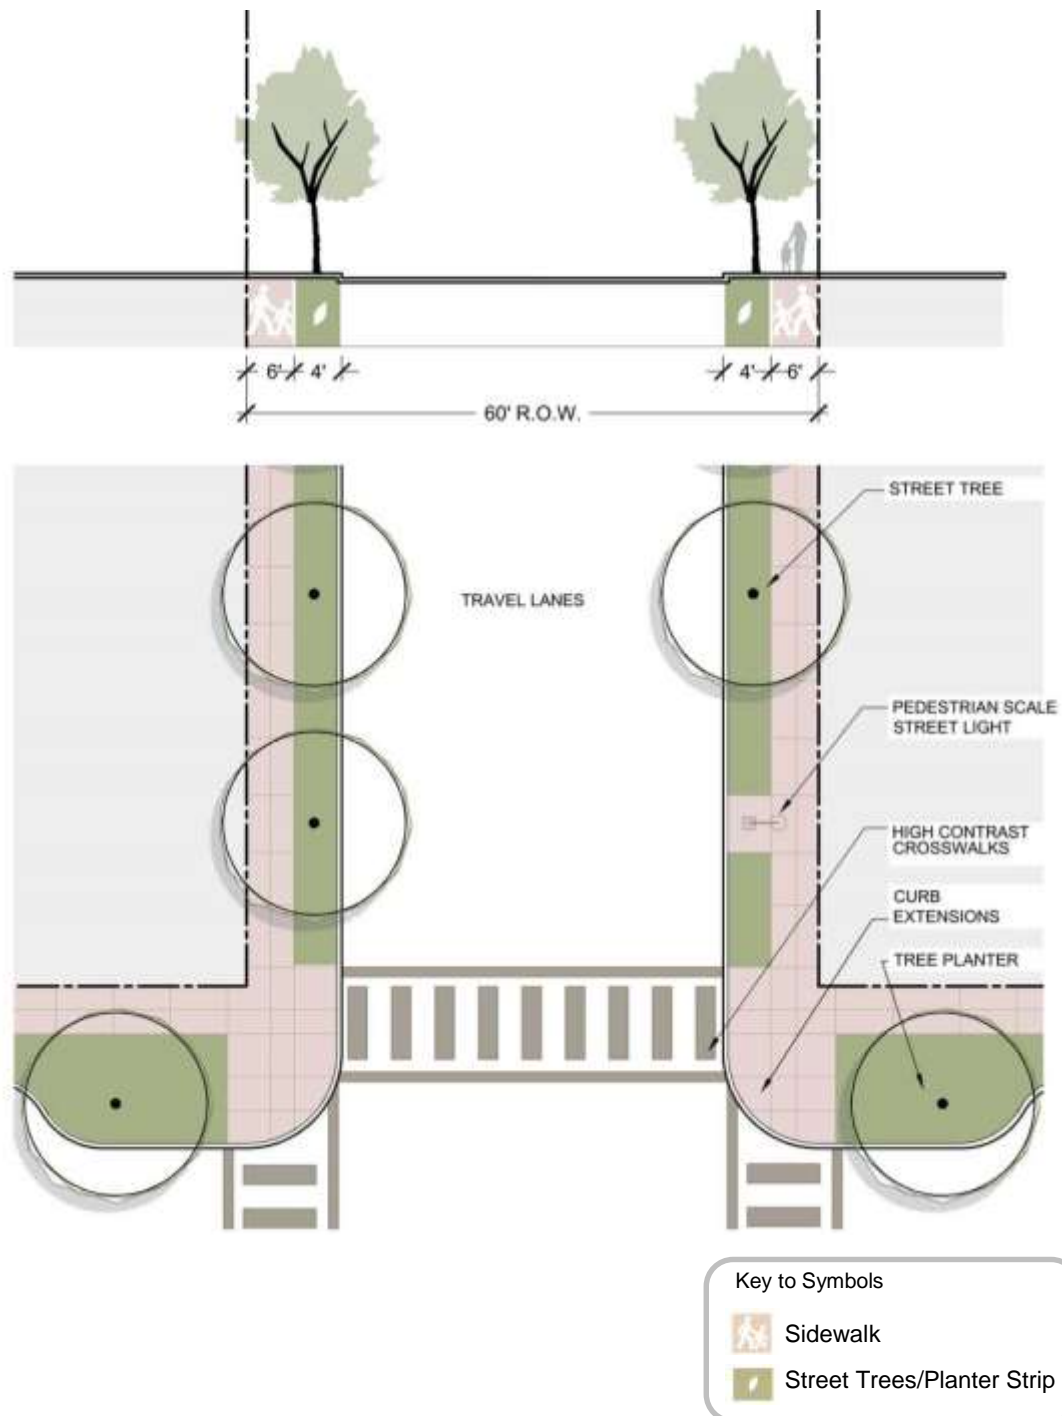 6' 4' 4' 6'
60' R.O.W.
STREET TREE
TRAVEL LANES
PEDESTRIAN SCALE
STREET LIGHT
HIGH CONTRAST
CROSSWALKS
CURB
EXTENSIONS
TREE PLANTER
Key to Symbols
Sidewalk
Street Trees/Planter Strip